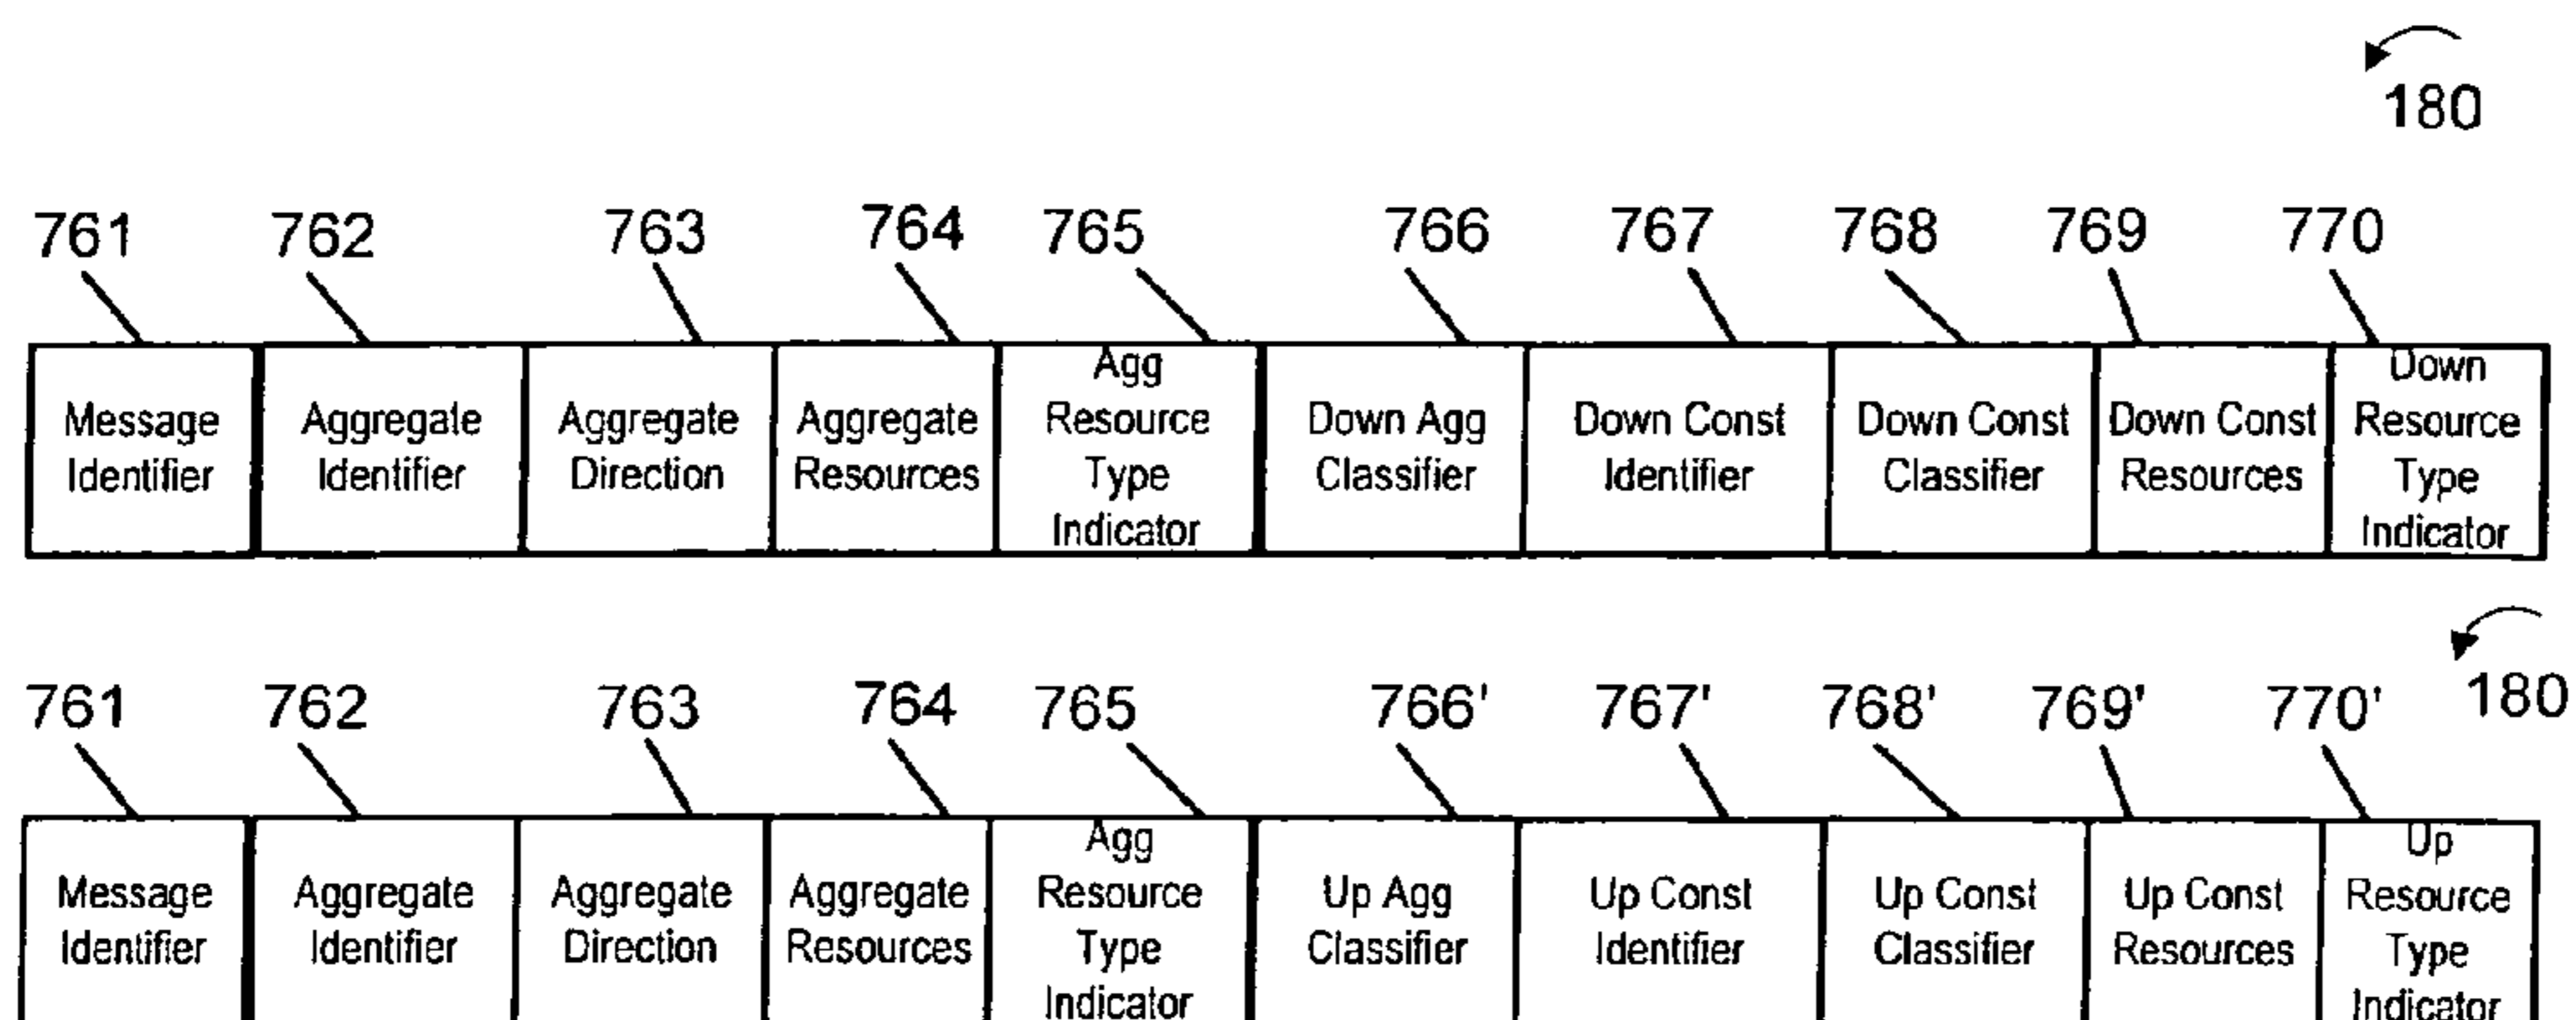 180
761 762 763 764 765 766 767 768 769 770
Message Identifier
Aggregate Identifier
Aggregate Direction
Aggregate Resources
Agg Resource Type Indicator
Down Agg Classifier
Down Const Identifier
Down Const Classifier
Down Const Resources
Down Resource Type Indicator
180
761 762 763 764 765 766' 767' 768' 769' 770'
Message Identifier
Aggregate Identifier
Aggregate Direction
Aggregate Resources
Agg Resource Type Indicator
Up Agg Classifier
Up Const Identifier
Up Const Classifier
Up Const Resources
Up Resource Type Indicator